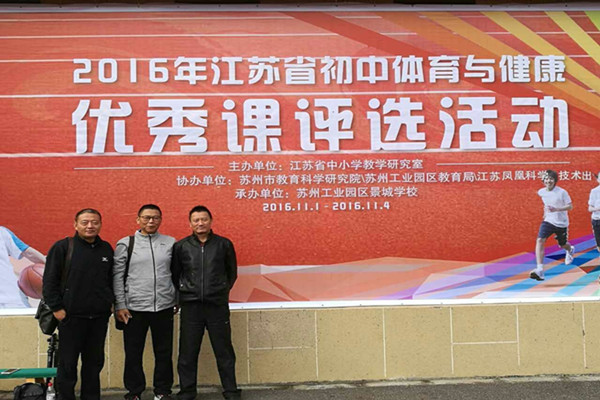 2016年江苏省初中体育与健康
优秀课评选活动
主办单位：江苏省中小学教学研究室
协办单位：苏州市教育科学研究院\苏州工业园区教育局\江苏凤凰科学 技术出
承办单位：苏州工业园区景城学校
2016.11.1 - 2016.11.4